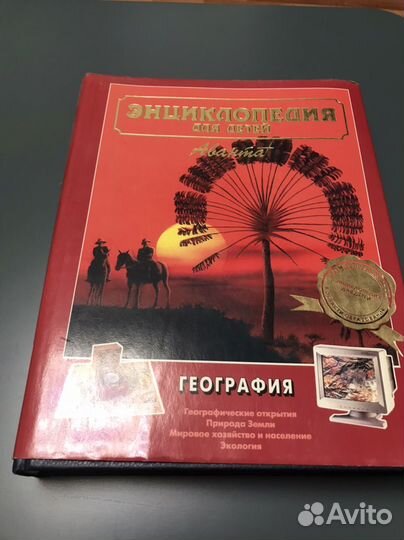 ЭНЦИКЛОПЕДИЯ
ДЛЯ ДЕТЕЙ
Аванта+
ГЕОГРАФИЯ
Географические открытия
Природа Земли
Мировое хозяйство и население
Экология
Avito